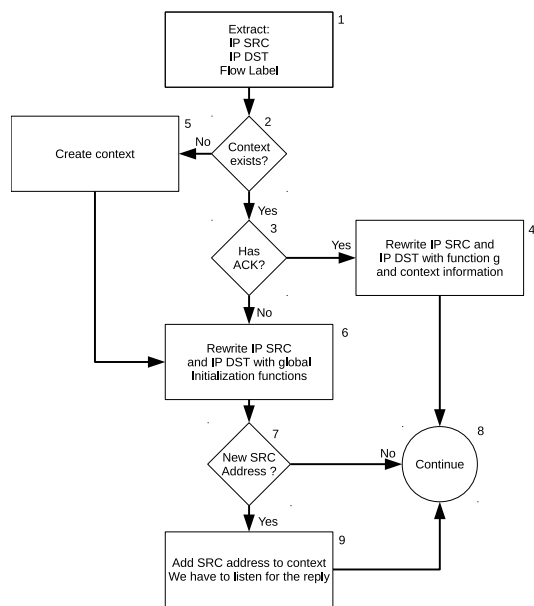 1
Extract:
IP SRC
IP DST
Flow Label
5
No
2
Create context
Context
exists?
Yes
3
4
Has
ACK?
Yes
Rewrite IP SRC and
IP DST with function g
and context information
No
6
Rewrite IP SRC
and IP DST with global
Initialization functions
7
8
New SRC
Address ?
No
Continue
Yes
9
Add SRC address to context
We have to listen for the reply